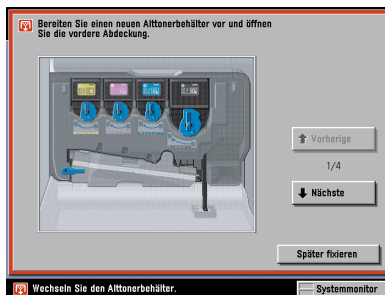 Bereiten Sie einen neuen Alttonerbehälter vor und öffnen
Sie die vordere Abdeckung.
Vorherige
1/4
Nächste
Später fixieren
Wechseln Sie den Alttonerbehälter.
Systemmonitor